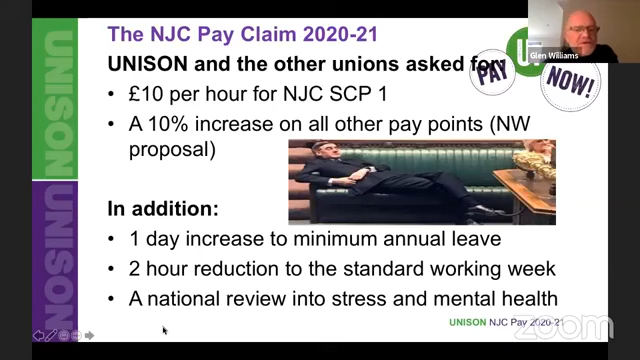 The NJC Pay Claim 2020-21
UNISON and the other unions asked for:
• £10 per hour for NJC SCP 1
• A 10% increase on all other pay points (NW
proposal)
In addition:
• 1 day increase to minimum annual leave
• 2 hour reduction to the standard working week
• A national review into stress and mental health
UNISON NJC Pay 2020-21
UNISON
UNISON
PAY
U
NOW!
Glen Williams
zoom